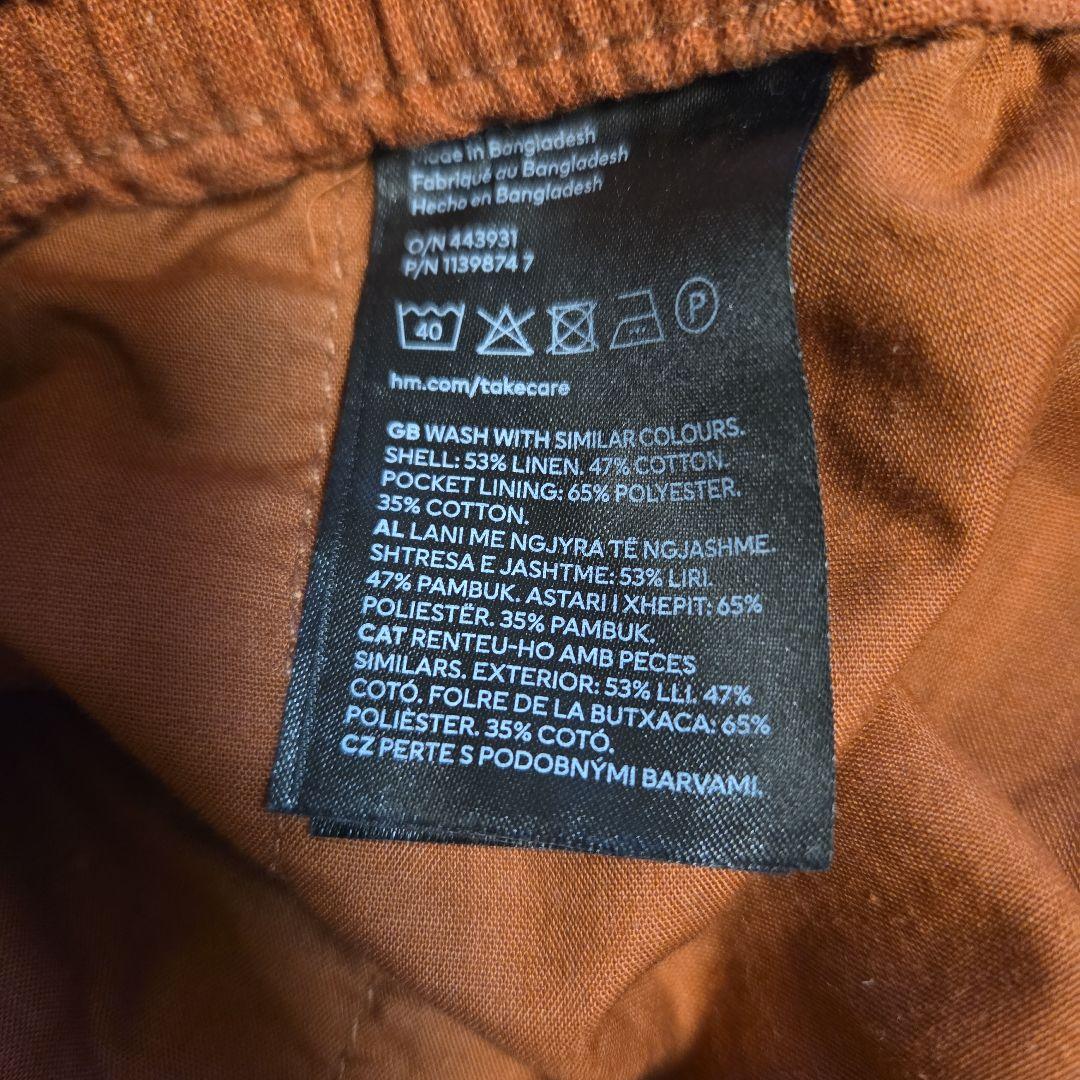 Made in Bangladesh
Fabriqué au Bangladesh
Hecho en Bangladesh
O/N 443931
P/N 1139874 7
40
P
hm.com/takecare
GB WASH WITH SIMILAR COLOURS.
SHELL: 53% LINEN. 47% COTTON.
POCKET LINING: 65% POLYESTER.
35% COTTON.
AL LANI ME NGJYRA TË NGJASHME.
SHTRESA E JASHTME: 53% LIRI.
47% PAMBUK. ASTARI I XHEPIT: 65%
POLIESTËR. 35% PAMBUK.
CAT RENTEU-HO AMB PECES
SIMILARS. EXTERIOR: 53% LLI. 47%
COTÓ. FOLRE DE LA BUTXACA: 65%
POLIÈSTER. 35% COTÓ.
CZ PERTE S PODOBNÝMI BARVAMI.